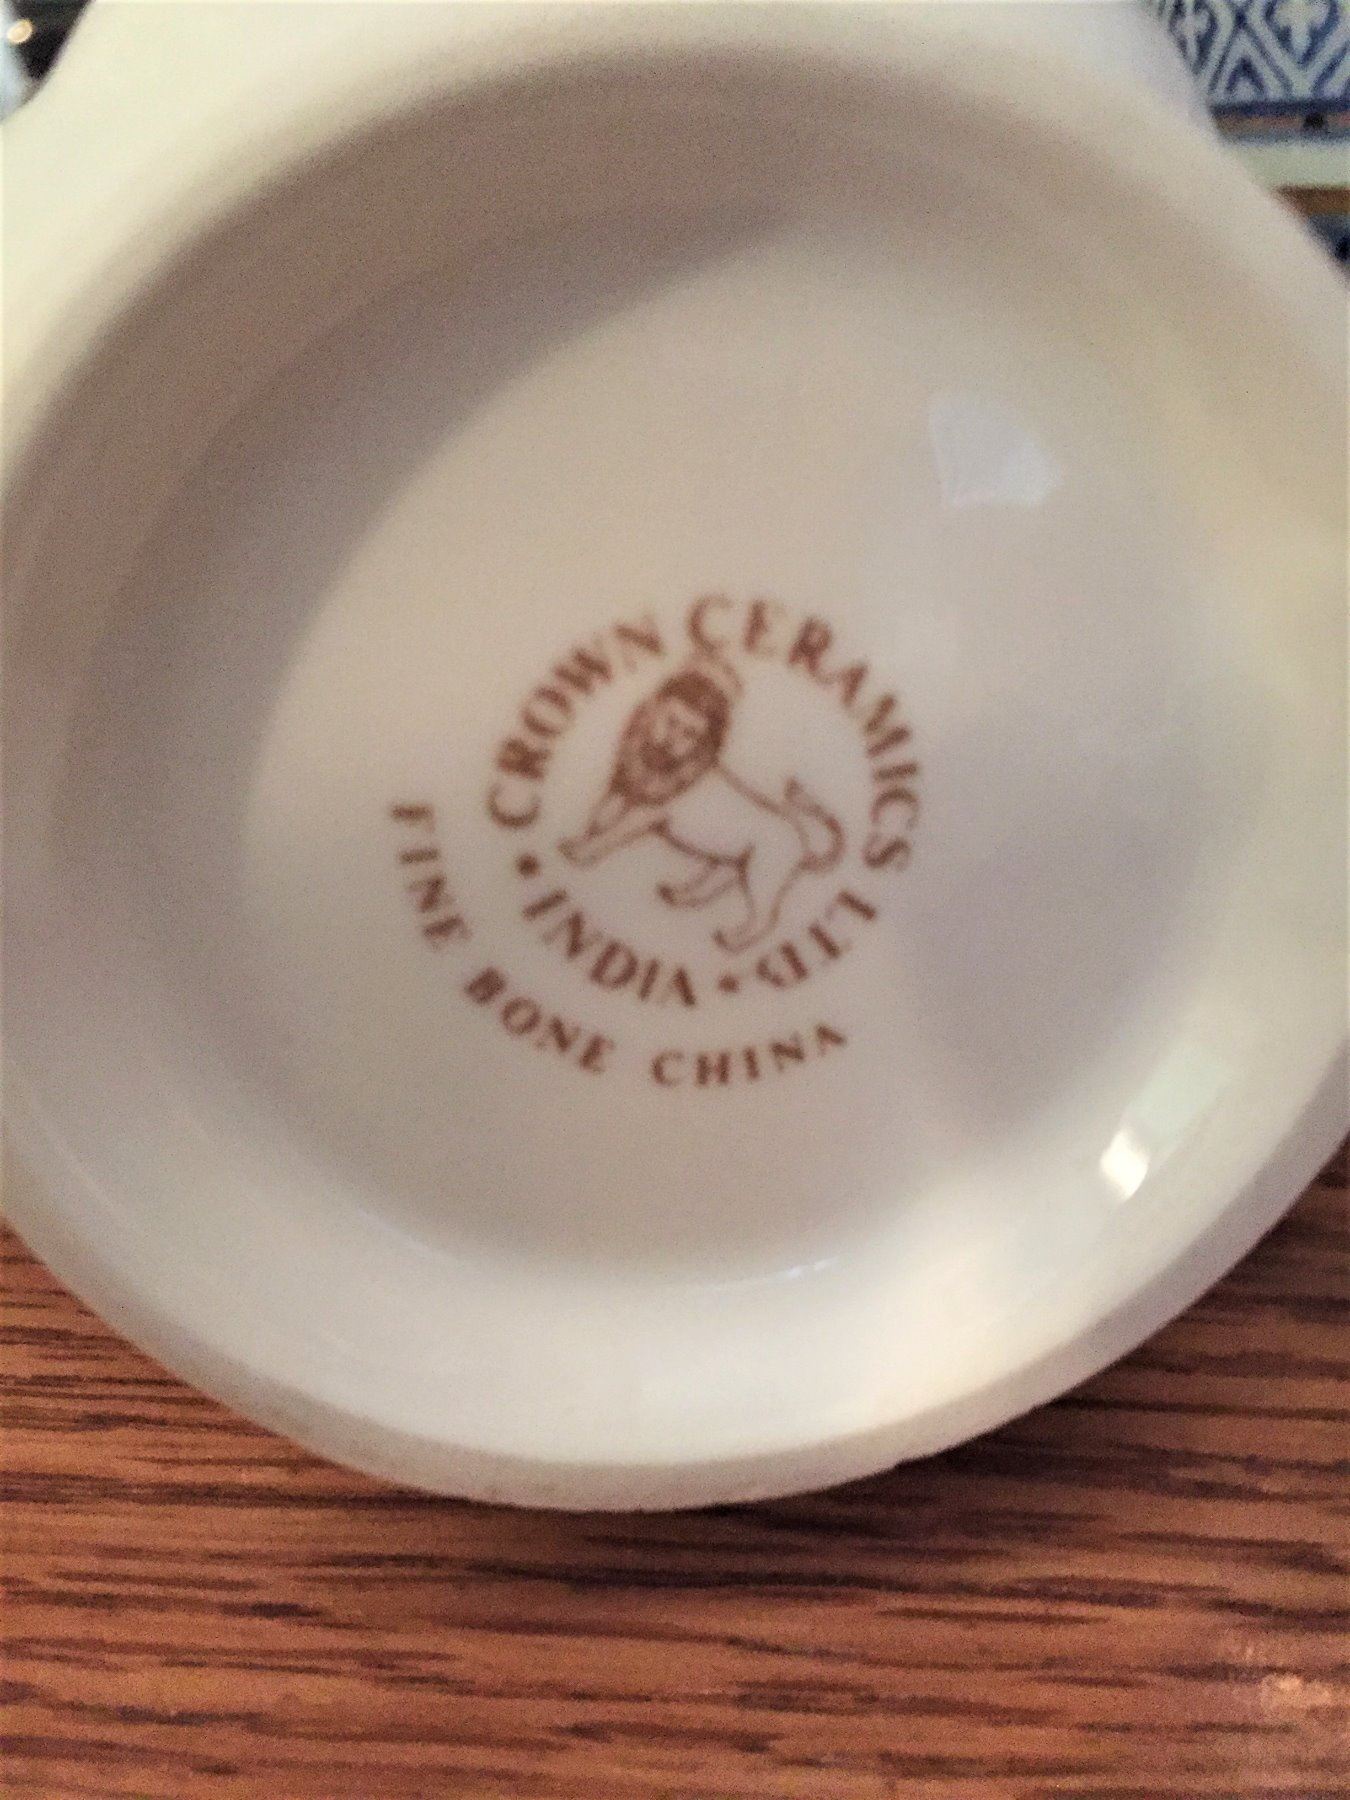 CROWN CERAMICS LTD.
• INDIA •
FINE BONE CHINA